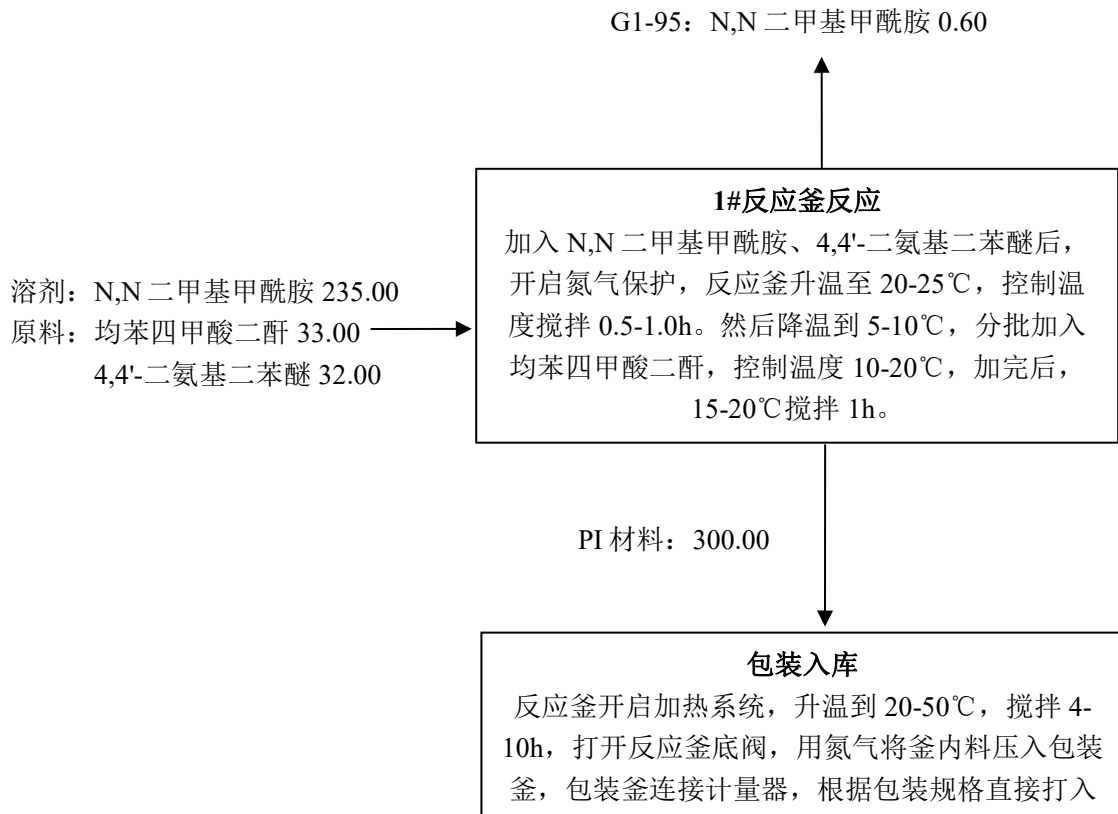 G1-95：N,N 二甲基甲酰胺 0.60
1#反应釜反应
加入 N,N 二甲基甲酰胺、4,4'-二氨基二苯醚后，
开启氮气保护，反应釜升温至 20-25℃，控制温
度搅拌 0.5-1.0h。然后降温到 5-10℃，分批加入
均苯四甲酸二酐，控制温度 10-20℃，加完后，
15-20℃搅拌 1h。
溶剂：N,N 二甲基甲酰胺 235.00
原料：均苯四甲酸二酐 33.00
4,4'-二氨基二苯醚 32.00
PI 材料：300.00
包装入库
反应釜开启加热系统，升温到 20-50℃，搅拌 4-
10h，打开反应釜底阀，用氮气将釜内料压入包装
釜，包装釜连接计量器，根据包装规格直接打入